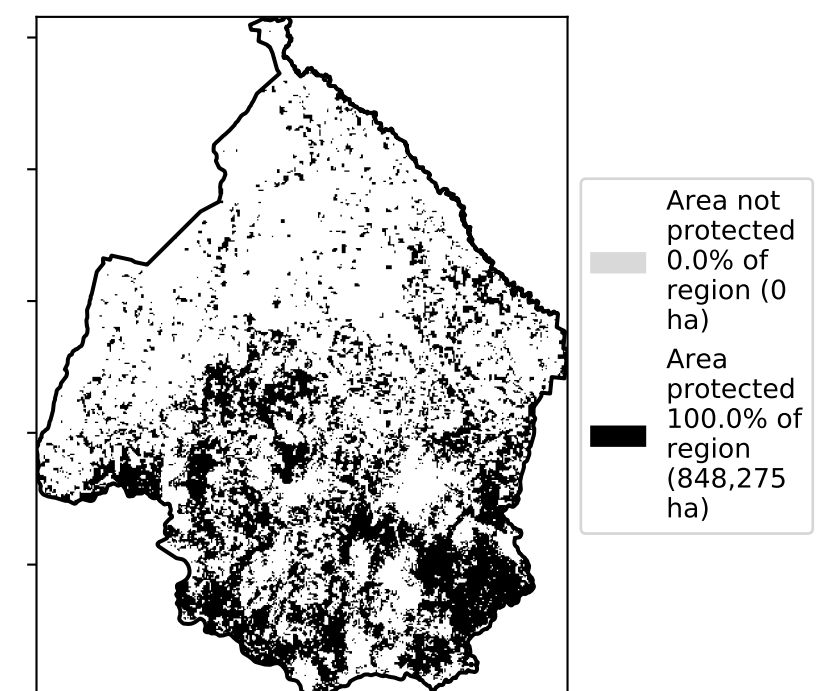 Area not
protected
0.0% of
region (0
ha)
Area
protected
100.0% of
region
(848,275
ha)